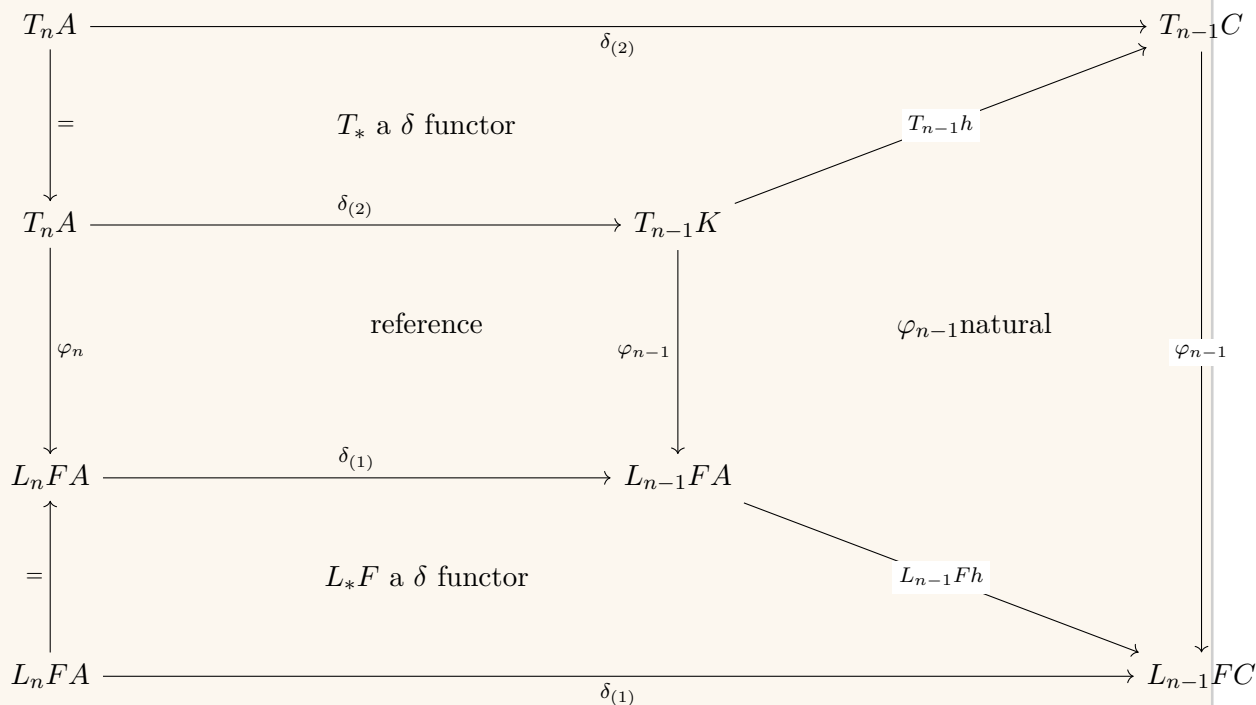 T_nA T_{n-1}C
δ_{(2)}
= T_* a δ functor T_{n-1}h
δ_{(2)}
T_nA T_{n-1}K
reference φ_{n-1}natural
φ_n φ_{n-1} φ_{n-1}
δ_{(1)}
L_nFA L_{n-1}FA
= L_*F a δ functor L_{n-1}Fh
L_nFA L_{n-1}FC
δ_{(1)}